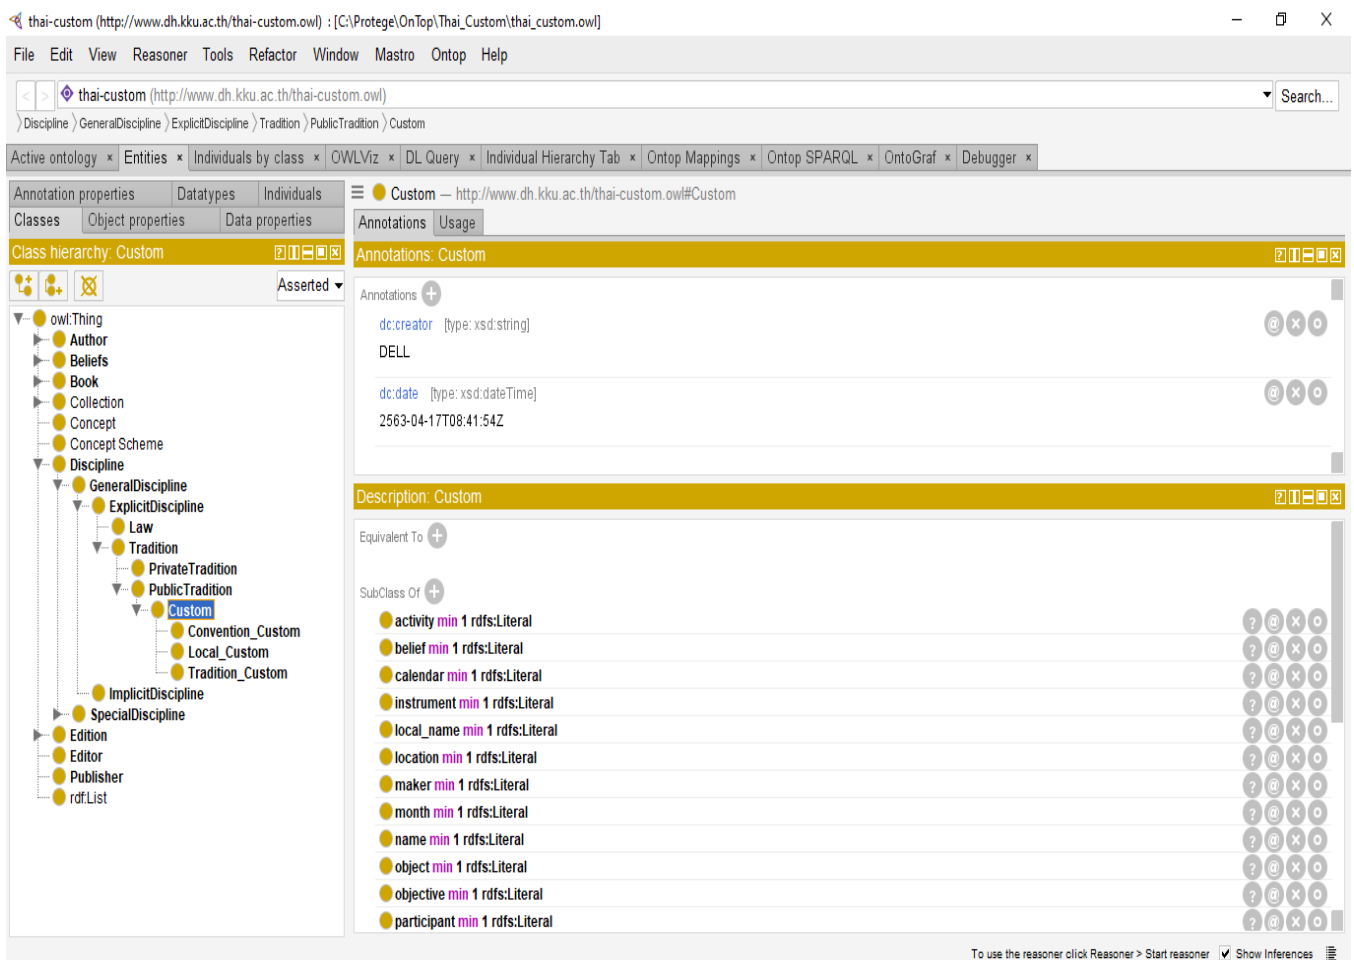 thai-custom (http://www.dh.kku.ac.th/thai-custom.owl) : [C:\Protege\OnTop\Thai_Custom\thai_custom.owl]
File Edit View Reasoner Tools Refactor Window Mastro Ontop Help
< > thai-custom (http://www.dh.kku.ac.th/thai-custom.owl) Search...
Discipline GeneralDiscipline ExplicitDiscipline Tradition PublicTradition Custom
Active ontology × Entities × Individuals by class × OWLViz × DL Query × Individual Hierarchy Tab × Ontop Mappings × Ontop SPARQL × OntoGraf × Debugger ×
Annotation properties Datatypes Individuals
Classes Object properties Data properties
Class hierarchy: Custom
Asserted
owl:Thing
Author
Beliefs
Book
Collection
Concept
Concept Scheme
Discipline
GeneralDiscipline
ExplicitDiscipline
Law
Tradition
PrivateTradition
PublicTradition
Custom
Convention_Custom
Local_Custom
Tradition_Custom
ImplicitDiscipline
SpecialDiscipline
Edition
Editor
Publisher
rdf:List
Custom — http://www.dh.kku.ac.th/thai-custom.owl#Custom
Annotations Usage
Annotations: Custom
Annotations
dc:creator [type: xsd:string]
DELL
dc:date [type: xsd:dateTime]
2563-04-17T08:41:54Z
Description: Custom
Equivalent To
SubClass Of
activity min 1 rdfs:Literal
belief min 1 rdfs:Literal
calendar min 1 rdfs:Literal
instrument min 1 rdfs:Literal
local_name min 1 rdfs:Literal
location min 1 rdfs:Literal
maker min 1 rdfs:Literal
month min 1 rdfs:Literal
name min 1 rdfs:Literal
object min 1 rdfs:Literal
objective min 1 rdfs:Literal
participant min 1 rdfs:Literal
To use the reasoner click Reasoner > Start reasoner Show Inferences